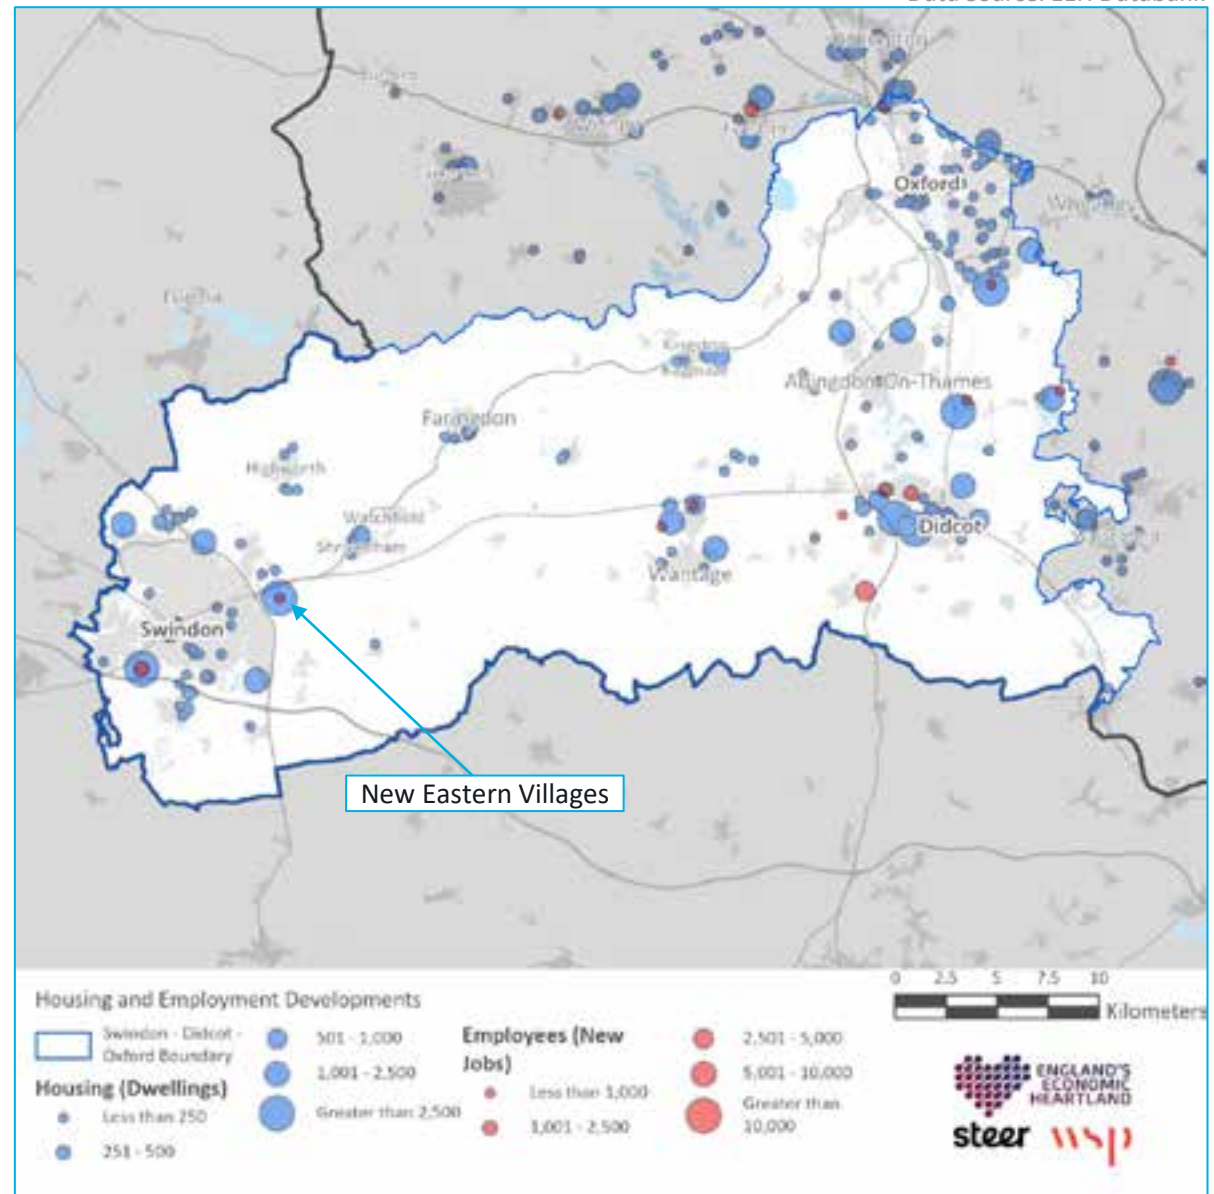 Oxford
Abingdon-On-Thames
Faringdon
Highworth
Watchfield
Didcot
Wantage
Swindon
New Eastern Villages
0 2.5 5 7.5 10
Kilometers
Housing and Employment Developments
Swindon - Didcot -
Oxford Boundary
Housing (Dwellings)
Less than 250
251 - 500
501 - 1,000
1,001 - 2,500
Greater than 2,500
Employees (New
Jobs)
Less than 1,000
1,001 - 2,500
2,501 - 5,000
5,001 - 10,000
Greater than
10,000
ENGLAND'S
ECONOMIC
HEARTLAND
steer wsp